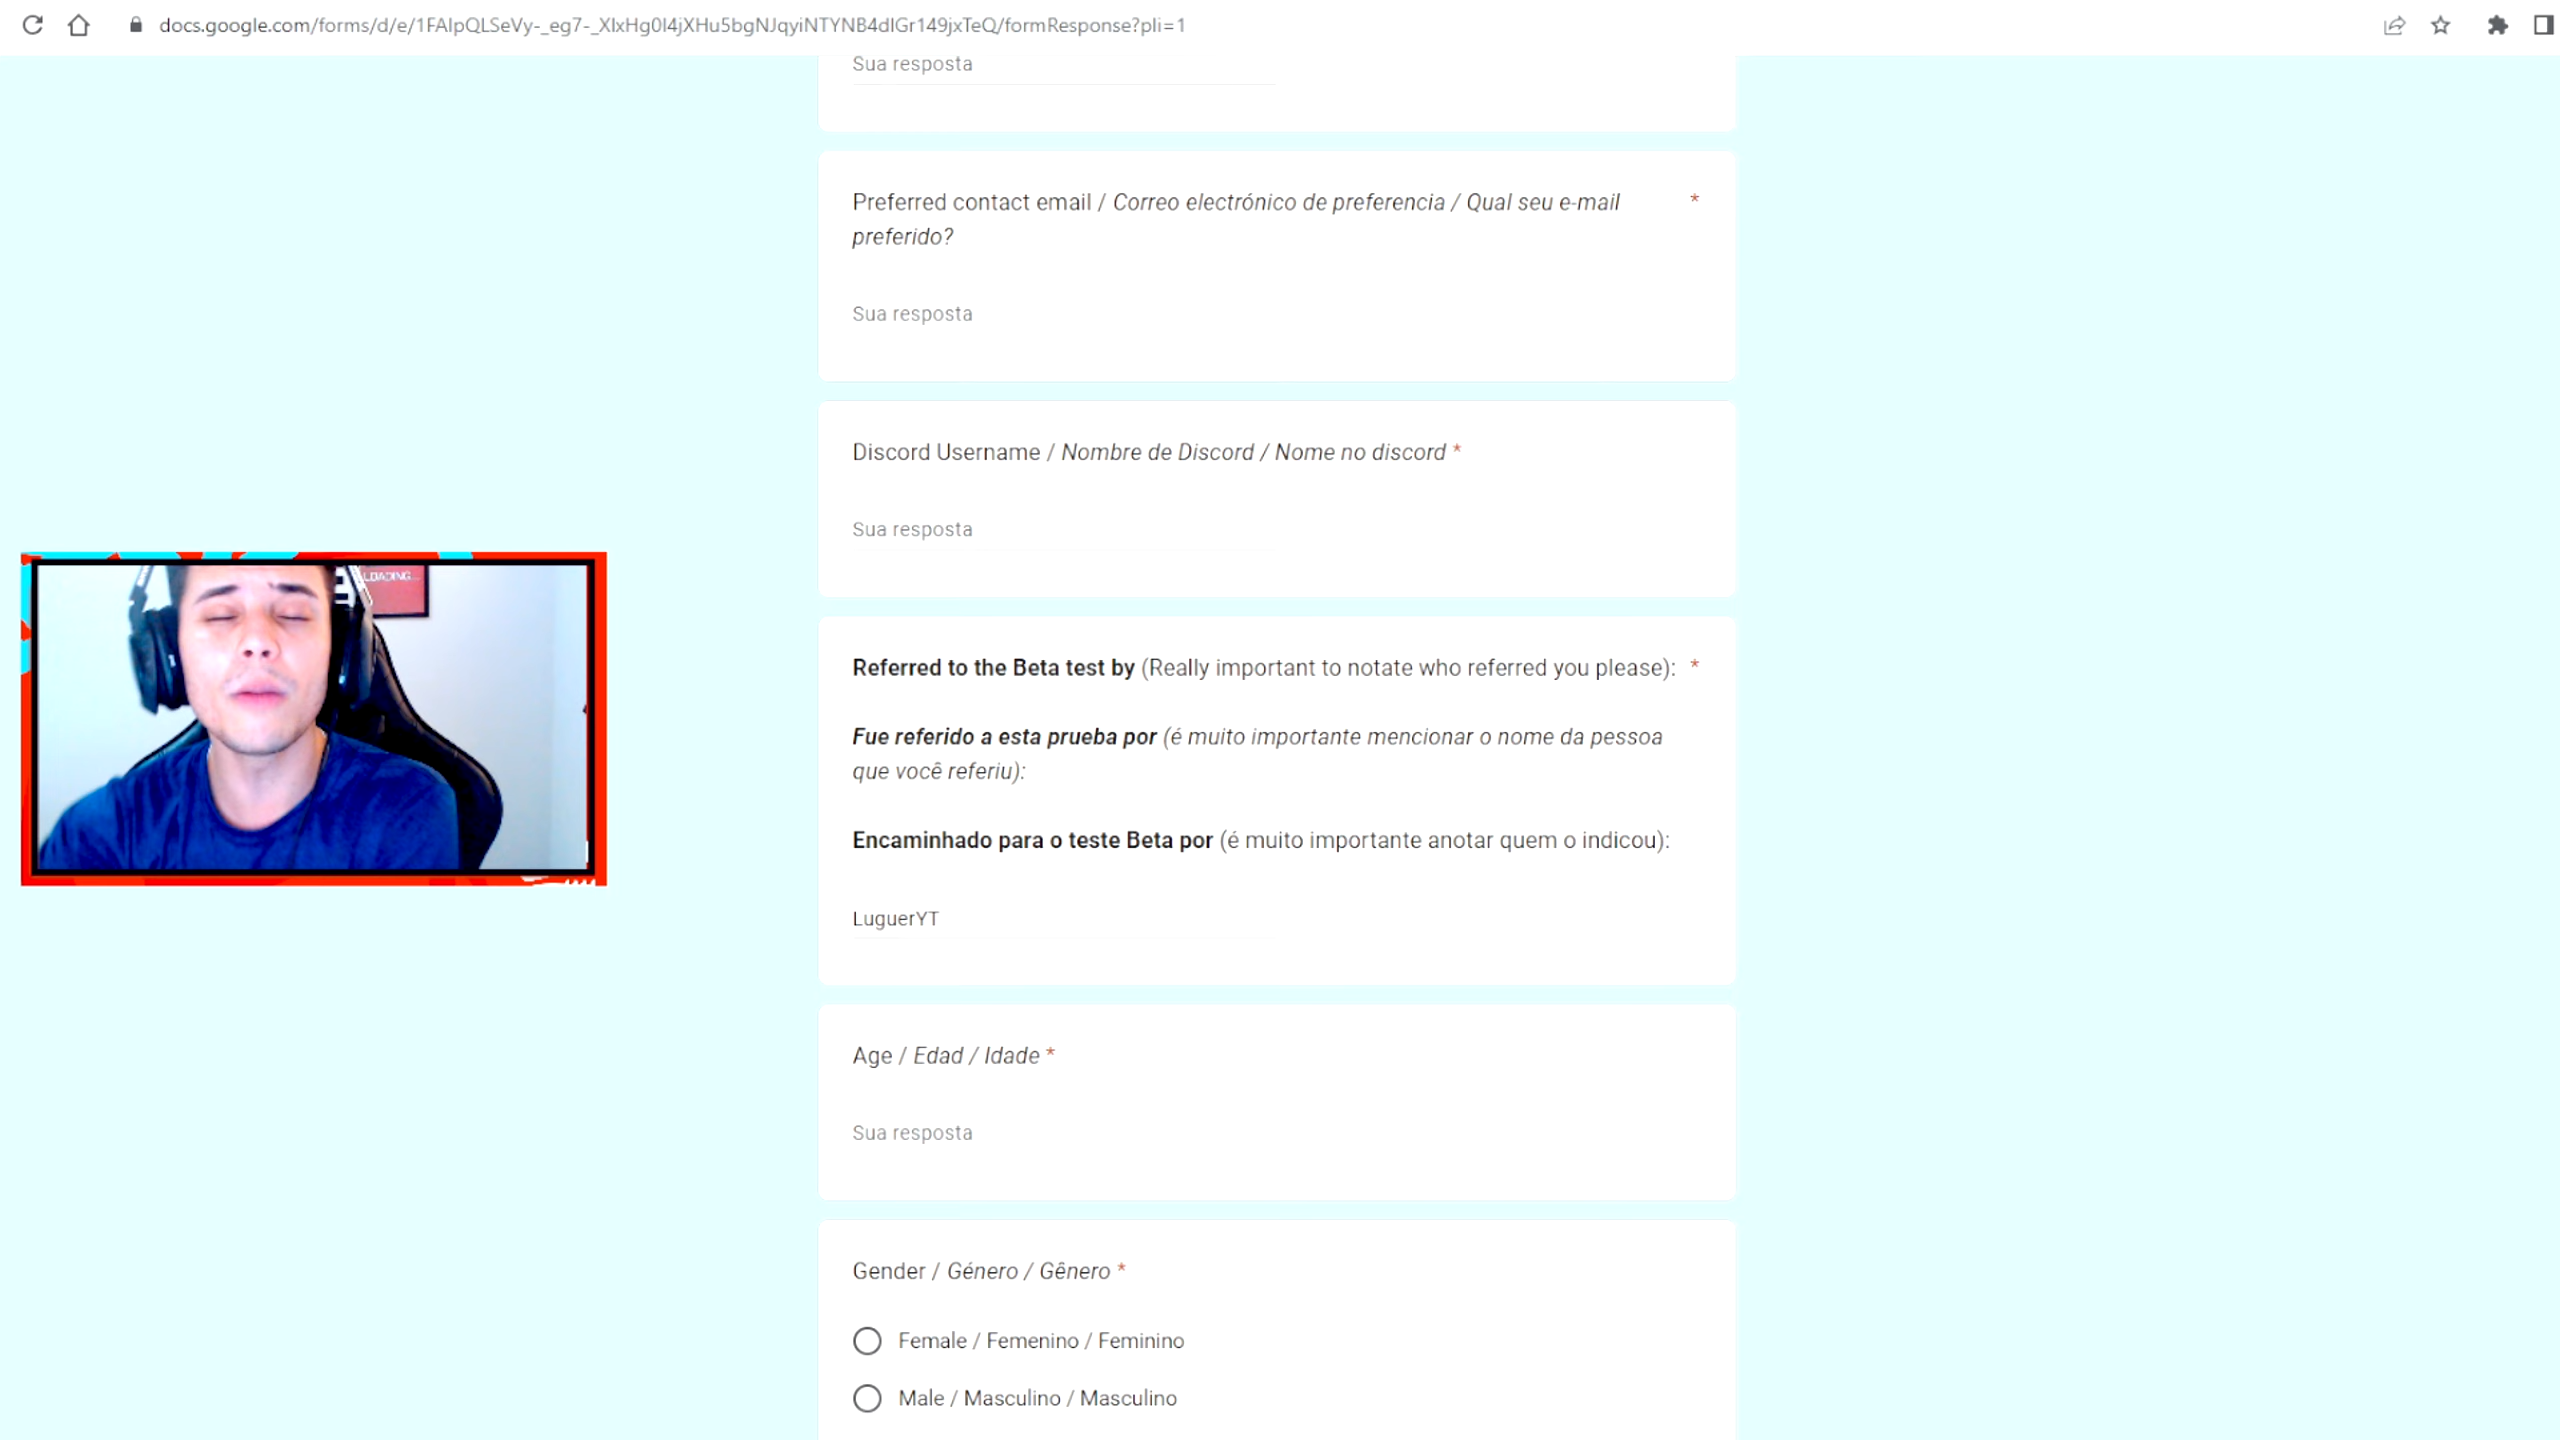 docs.google.com/forms/d/e/1FAIpQLSeVy-_eg7-_XIxHg0I4jXHu5bgNJqyiNTYNB4dIGr149jxTeQ/formResponse?pli=1
Sua resposta
Preferred contact email / Correo electrónico de preferencia / Qual seu e-mail *
preferido?
Sua resposta
Discord Username / Nombre de Discord / Nome no discord *
Sua resposta
LOADING...
Referred to the Beta test by (Really important to notate who referred you please): *
Fue referido a esta prueba por (é muito importante mencionar o nome da pessoa
que você referiu):
Encaminhado para o teste Beta por (é muito importante anotar quem o indicou):
LuguerYT
Age / Edad / Idade *
Sua resposta
Gender / Género / Gênero *
Female / Femenino / Feminino
Male / Masculino / Masculino